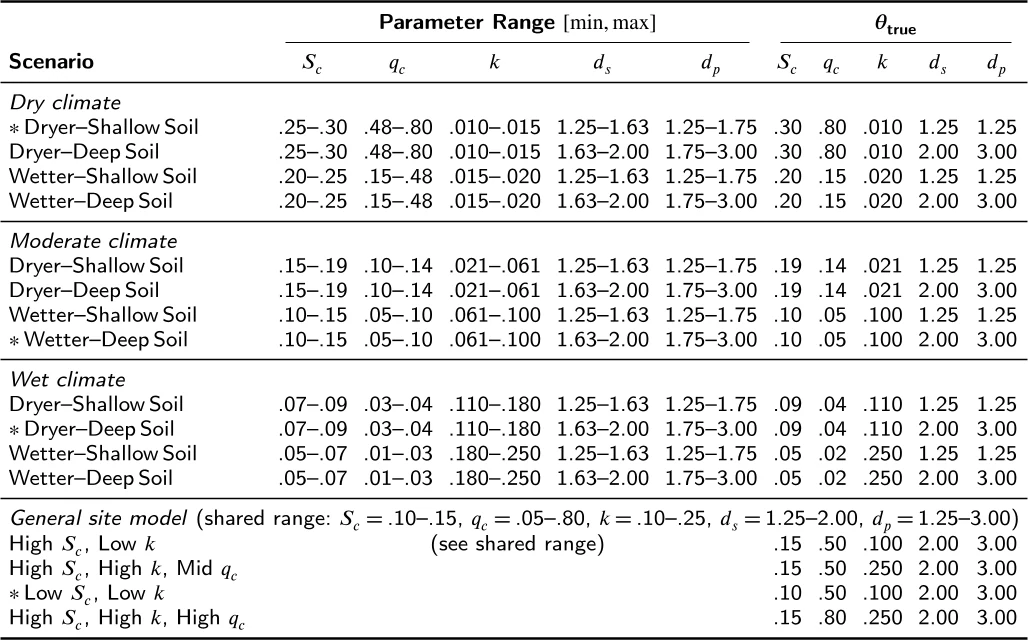 Parameter Range [min, max] θtrue
Scenario Sc qc k ds dp Sc qc k ds dp
Dry climate
∗ Dryer–Shallow Soil .25–.30 .48–.80 .010–.015 1.25–1.63 1.25–1.75 .30 .80 .010 1.25 1.25
Dryer–Deep Soil .25–.30 .48–.80 .010–.015 1.63–2.00 1.75–3.00 .30 .80 .010 2.00 3.00
Wetter–Shallow Soil .20–.25 .15–.48 .015–.020 1.25–1.63 1.25–1.75 .20 .15 .020 1.25 1.25
Wetter–Deep Soil .20–.25 .15–.48 .015–.020 1.63–2.00 1.75–3.00 .20 .15 .020 2.00 3.00
Moderate climate
Dryer–Shallow Soil .15–.19 .10–.14 .021–.061 1.25–1.63 1.25–1.75 .19 .14 .021 1.25 1.25
Dryer–Deep Soil .15–.19 .10–.14 .021–.061 1.63–2.00 1.75–3.00 .19 .14 .021 2.00 3.00
Wetter–Shallow Soil .10–.15 .05–.10 .061–.100 1.25–1.63 1.25–1.75 .10 .05 .100 1.25 1.25
∗ Wetter–Deep Soil .10–.15 .05–.10 .061–.100 1.63–2.00 1.75–3.00 .10 .05 .100 2.00 3.00
Wet climate
Dryer–Shallow Soil .07–.09 .03–.04 .110–.180 1.25–1.63 1.25–1.75 .09 .04 .110 1.25 1.25
∗ Dryer–Deep Soil .07–.09 .03–.04 .110–.180 1.63–2.00 1.75–3.00 .09 .04 .110 2.00 3.00
Wetter–Shallow Soil .05–.07 .01–.03 .180–.250 1.25–1.63 1.25–1.75 .05 .02 .250 1.25 1.25
Wetter–Deep Soil .05–.07 .01–.03 .180–.250 1.63–2.00 1.75–3.00 .05 .02 .250 2.00 3.00
General site model (shared range: Sc = .10–.15, qc = .05–.80, k = .10–.25, ds = 1.25–2.00, dp = 1.25–3.00)
High Sc, Low k (see shared range) .15 .50 .100 2.00 3.00
High Sc, High k, Mid qc .15 .50 .250 2.00 3.00
∗ Low Sc, Low k .10 .50 .100 2.00 3.00
High Sc, High k, High qc .15 .80 .250 2.00 3.00